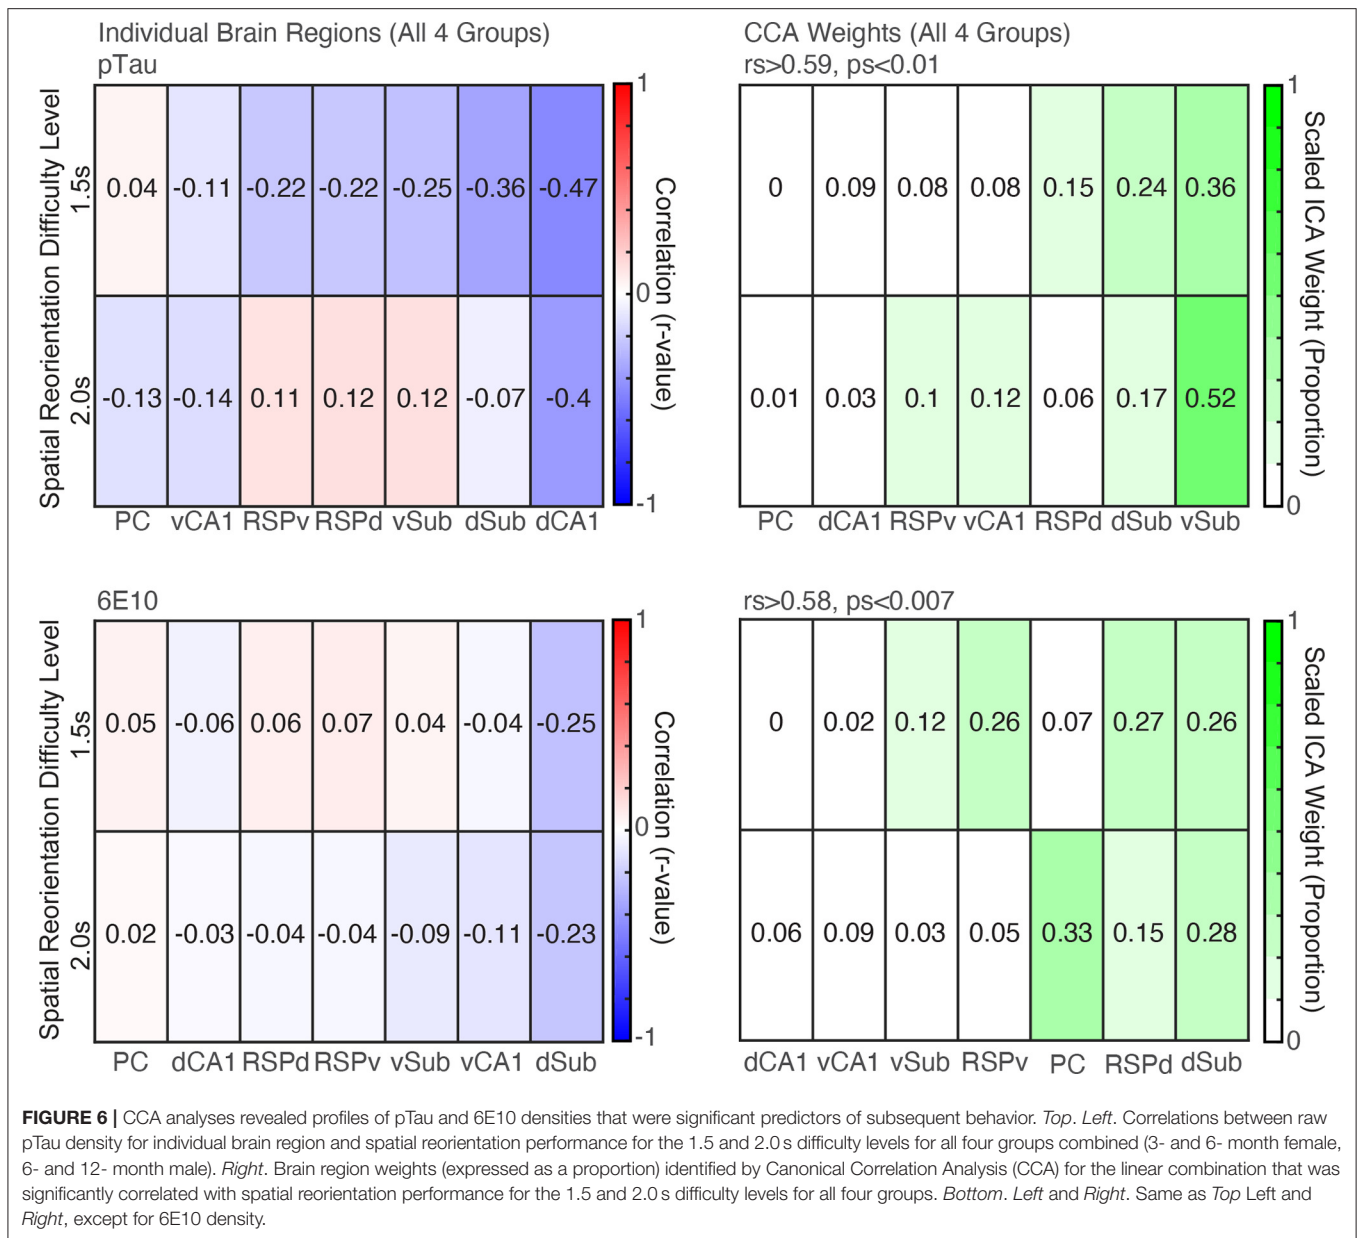 Individual Brain Regions (All 4 Groups)
pTau
Spatial Reorientation Difficulty Level
1.5s
2.0s
0.04 -0.11 -0.22 -0.22 -0.25 -0.36 -0.47
-0.13 -0.14 0.11 0.12 0.12 -0.07 -0.4
PC vCA1 RSPv RSPd vSub dSub dCA1
1
0
-1
Correlation (r-value)
CCA Weights (All 4 Groups)
rs>0.59, ps<0.01
0 0.09 0.08 0.08 0.15 0.24 0.36
0.01 0.03 0.1 0.12 0.06 0.17 0.52
PC dCA1 RSPv vCA1 RSPd dSub vSub
1
0
Scaled ICA Weight (Proportion)
6E10
Spatial Reorientation Difficulty Level
1.5s
2.0s
0.05 -0.06 0.06 0.07 0.04 -0.04 -0.25
0.02 -0.03 -0.04 -0.04 -0.09 -0.11 -0.23
PC dCA1 RSPd RSPv vSub vCA1 dSub
1
0
-1
Correlation (r-value)
rs>0.58, ps<0.007
0 0.02 0.12 0.26 0.07 0.27 0.26
0.06 0.09 0.03 0.05 0.33 0.15 0.28
dCA1 vCA1 vSub RSPv PC RSPd dSub
1
0
Scaled ICA Weight (Proportion)
FIGURE 6 | CCA analyses revealed profiles of pTau and 6E10 densities that were significant predictors of subsequent behavior. Top. Left. Correlations between raw
pTau density for individual brain region and spatial reorientation performance for the 1.5 and 2.0 s difficulty levels for all four groups combined (3- and 6- month female,
6- and 12- month male). Right. Brain region weights (expressed as a proportion) identified by Canonical Correlation Analysis (CCA) for the linear combination that was
significantly correlated with spatial reorientation performance for the 1.5 and 2.0 s difficulty levels for all four groups. Bottom. Left and Right. Same as Top Left and
Right, except for 6E10 density.